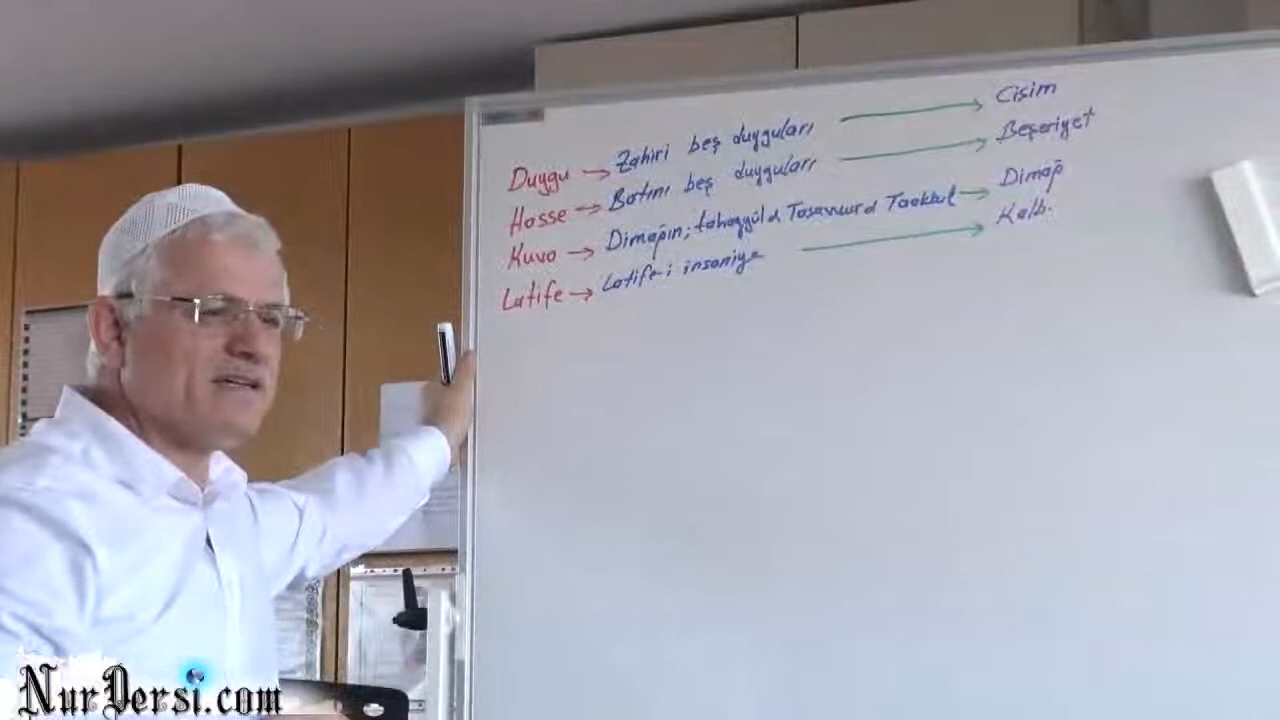 Duygu → Zahiri beş duyguları → Cisim
Hasse → Batıni beş duyguları → Beşeriyet
Kuva → Dimağın; tahayyül d, Tasavvur d Taakkul → Dimağ
Latife → Latife-i insaniye → Kalb.
NurDersi.com